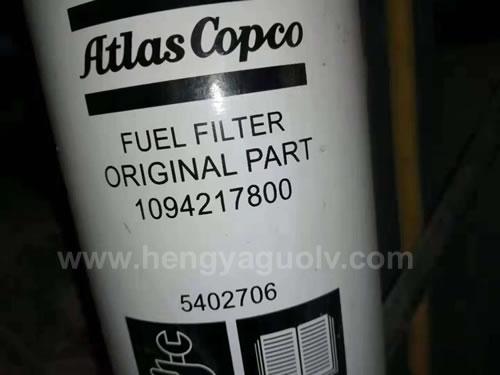 Atlas Copco
FUEL FILTER
ORIGINAL PART
1094217800
www.hengyaguolv.com
5402706